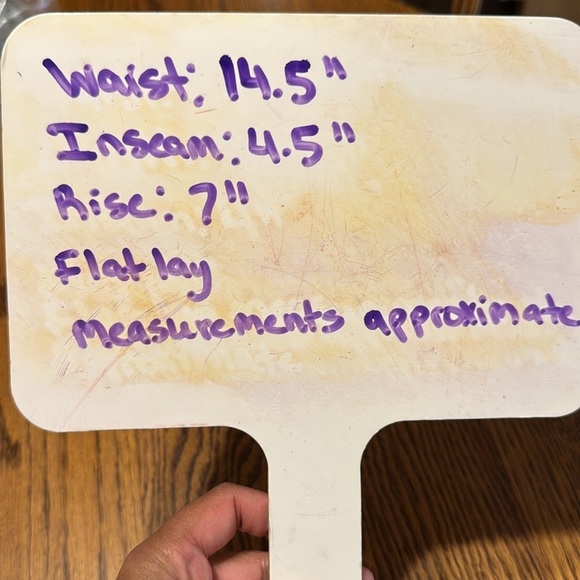 Waist: 14.5"
Inseam: 4.5"
Rise: 7"
Flat lay
measurements approximate